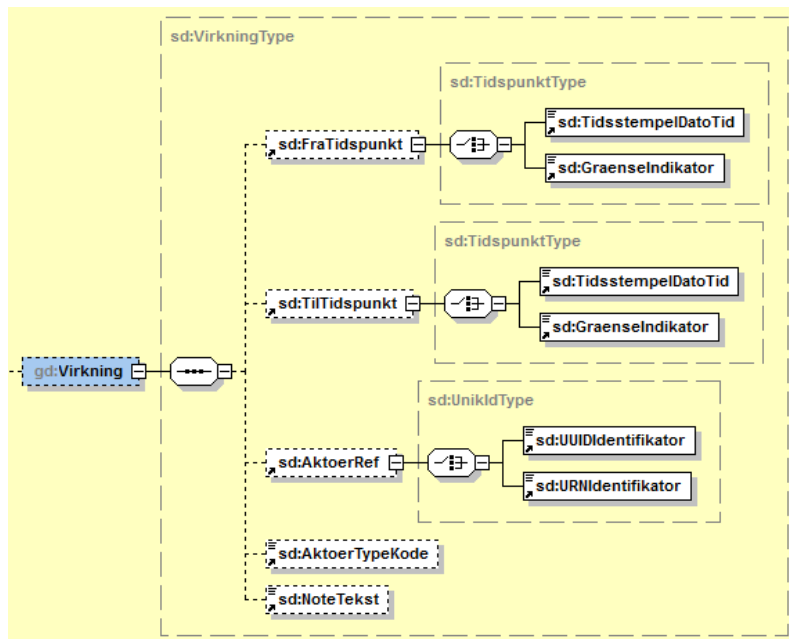 sd:VirkningType
sd:TidspunktType
sd:TidsstempelDatoTid
sd:FraTidspunkt
sd:GraenseIndikator
sd:TidspunktType
sd:TidsstempelDatoTid
sd:TilTidspunkt
sd:GraenseIndikator
gd:Virkning
sd:UnikIdType
sd:UUIDIdentifikator
sd:AktoerRef
sd:URNIdentifikator
sd:AktoerTypeKode
sd:NoteTekst